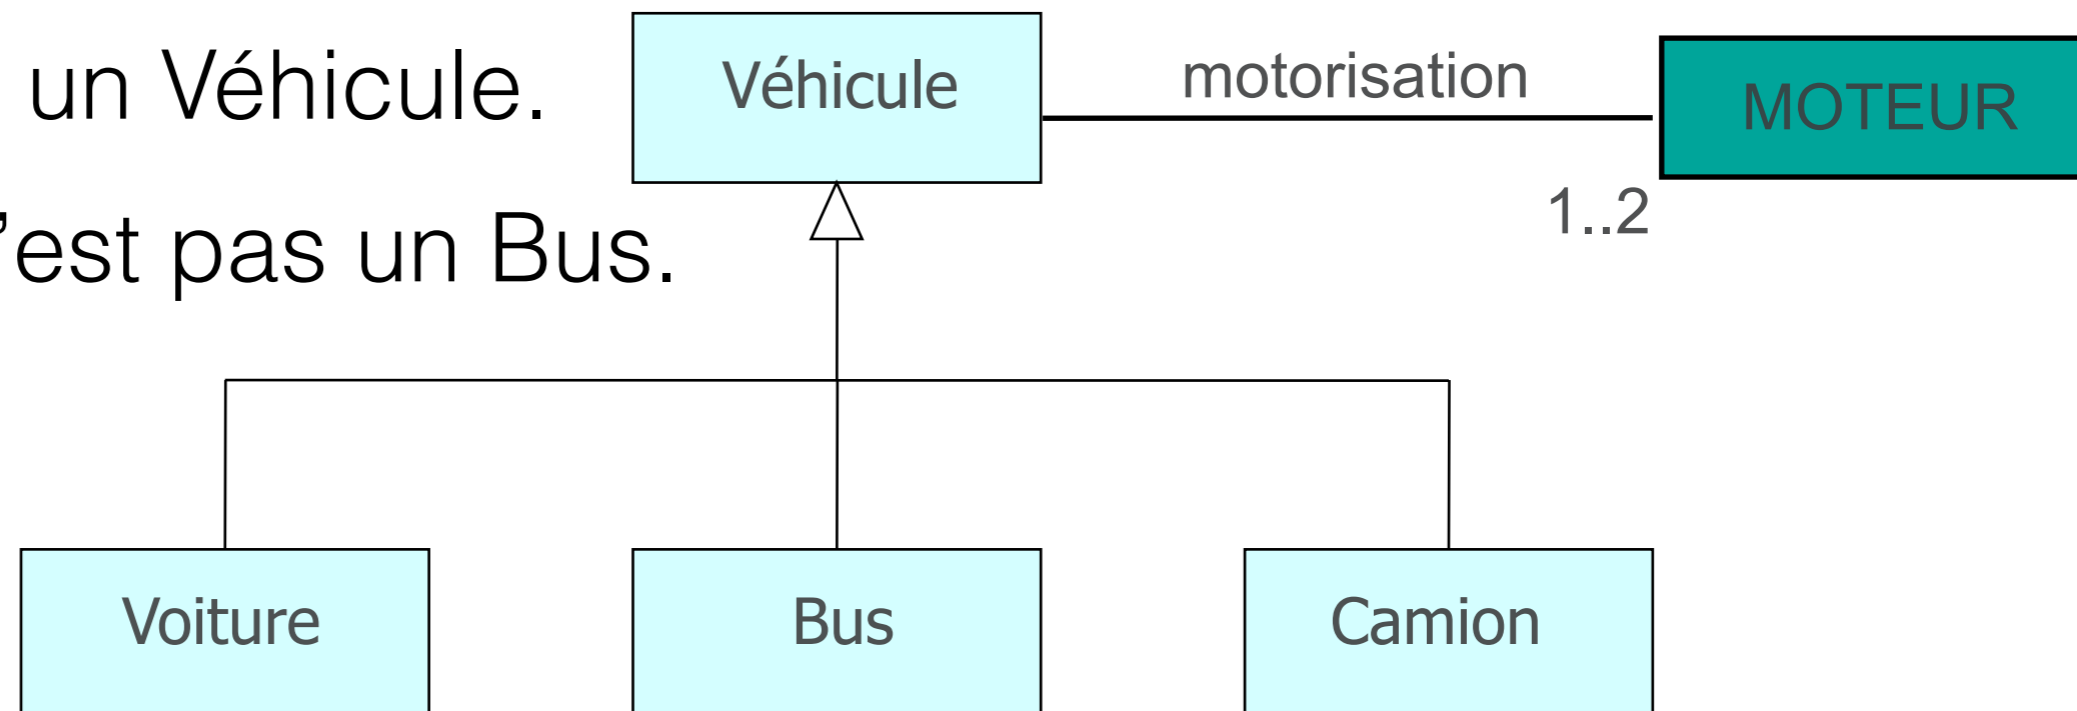 un Véhicule.
'est pas un Bus.
Véhicule
motorisation
MOTEUR
1..2
Voiture
Bus
Camion